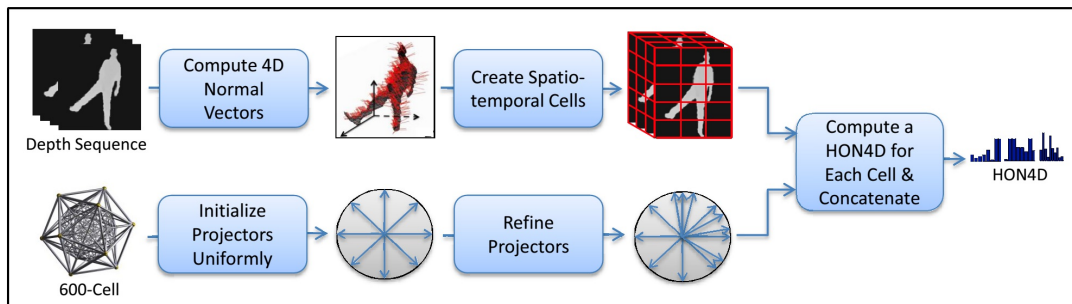 Depth Sequence
Compute 4D
Normal
Vectors
Create Spatio-
temporal Cells
600-Cell
Initialize
Projectors
Uniformly
Refine
Projectors
Compute a
HON4D for
Each Cell &
Concatenate
HON4D